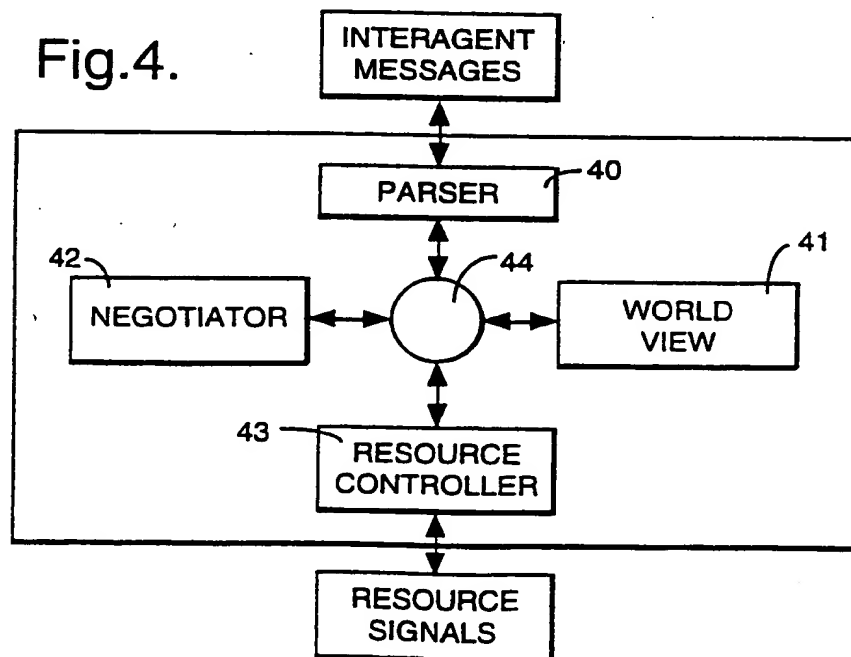 Fig.4.
INTERAGENT
MESSAGES
PARSER
40
42
44
41
NEGOTIATOR
WORLD
VIEW
43
RESOURCE
CONTROLLER
RESOURCE
SIGNALS